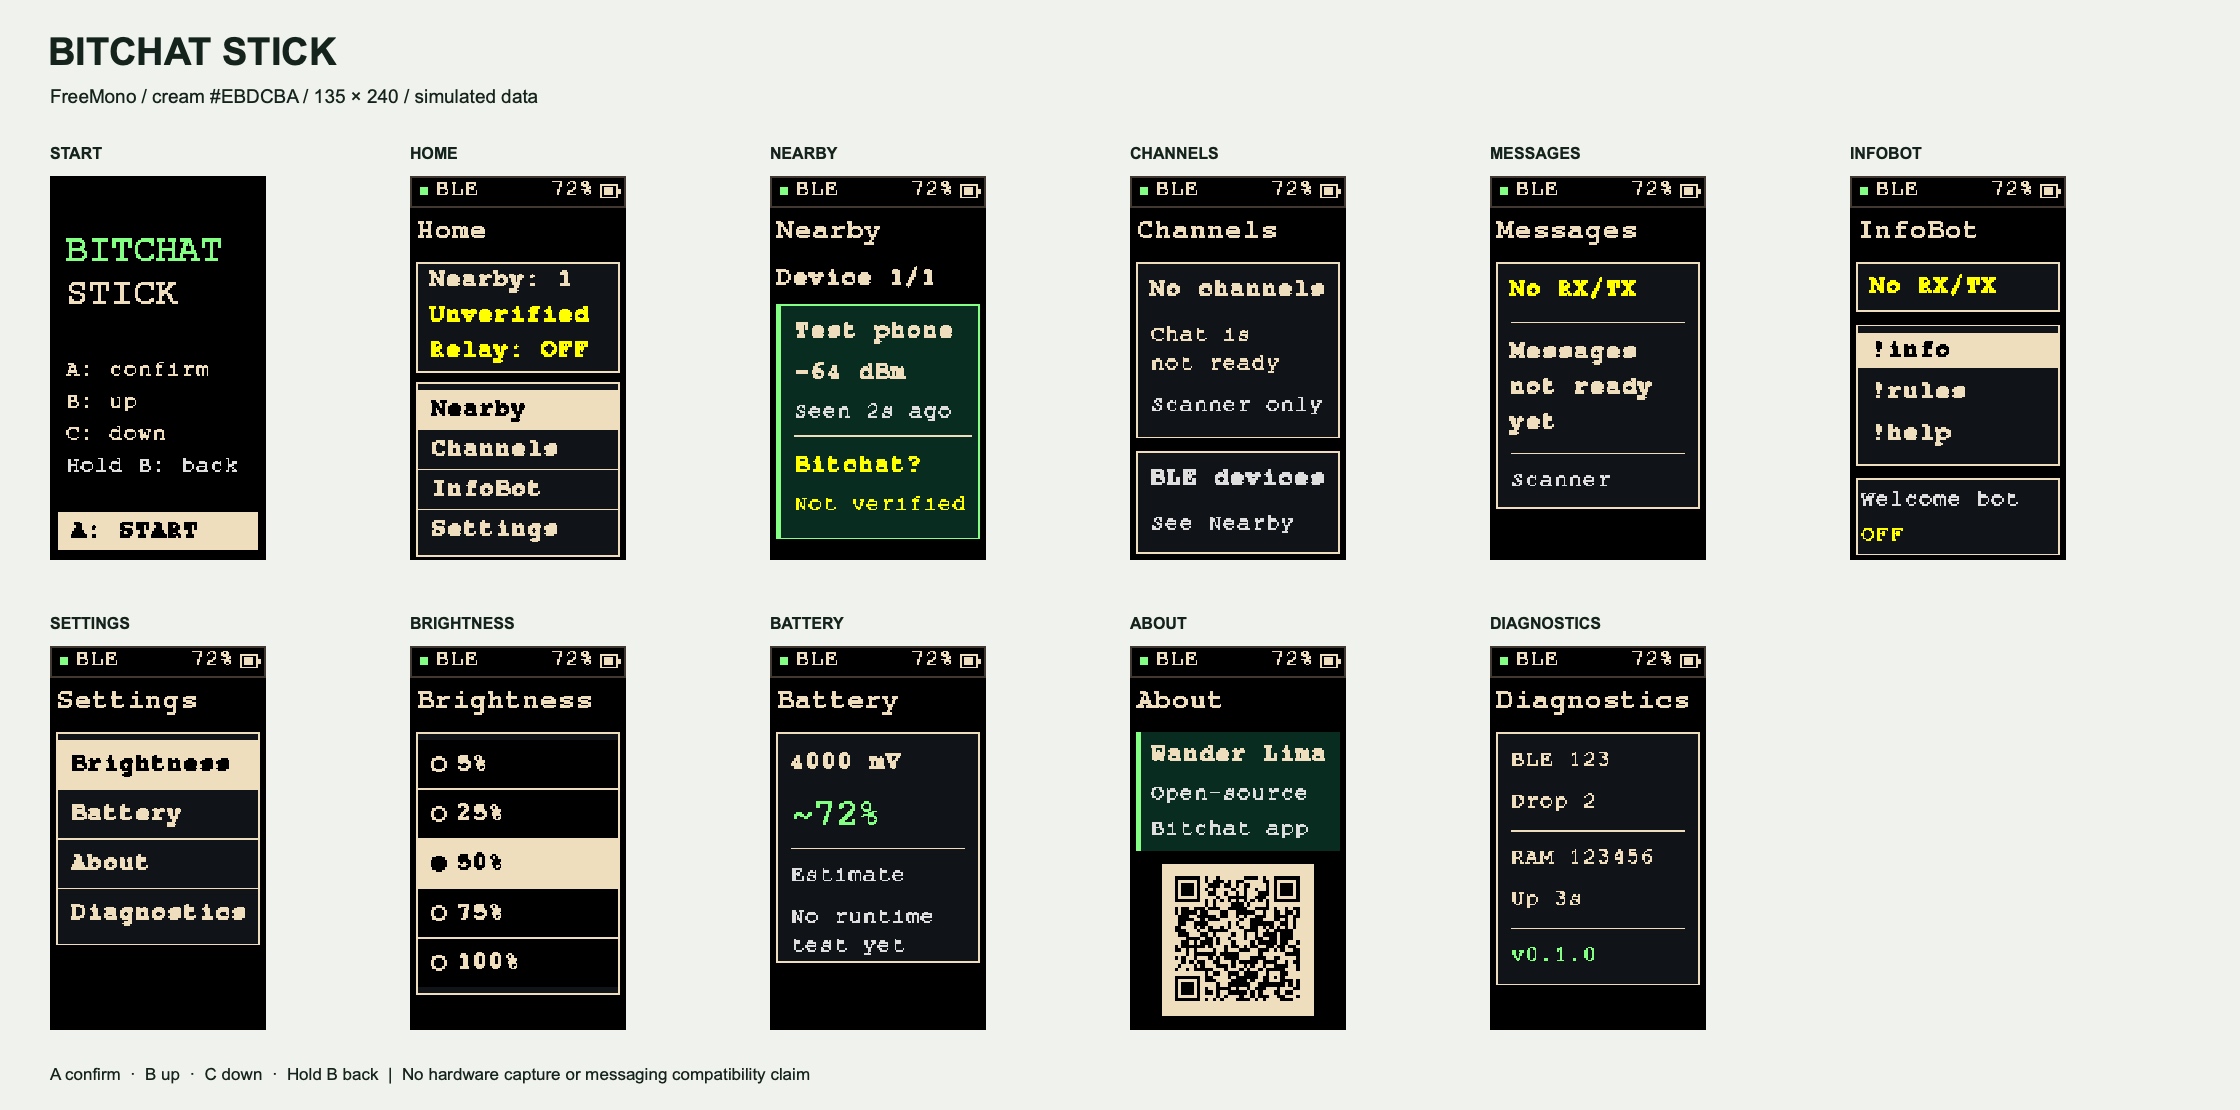 BITCHAT STICK
FreeMono / cream #EBDCBA / 135 × 240 / simulated data
START
BITCHAT
STICK
A: confirm
B: up
C: down
Hold B: back
A: START
HOME
BLE 72%
Home
Nearby: 1
Unverified
Relay: OFF
Nearby
Channels
InfoBot
Settings
NEARBY
BLE 72%
Nearby
Device 1/1
Test phone
-64 dBm
Seen 2s ago
Bitchat?
Not verified
CHANNELS
BLE 72%
Channels
No channels
Chat is
not ready
Scanner only
BLE devices
See Nearby
MESSAGES
BLE 72%
Messages
No RX/TX
Messages
not ready
yet
Scanner
INFOBOT
BLE 72%
InfoBot
No RX/TX
!info
!rules
!help
Welcome bot
OFF
SETTINGS
BLE 72%
Settings
Brightness
Battery
About
Diagnostics
BRIGHTNESS
BLE 72%
Brightness
5%
25%
50%
75%
100%
BATTERY
BLE 72%
Battery
4000 mV
~72%
Estimate
No runtime
test yet
ABOUT
BLE 72%
About
Wander Lima
Open-source
Bitchat app
DIAGNOSTICS
BLE 72%
Diagnostics
BLE 123
Drop 2
RAM 123456
Up 3s
v0.1.0
A confirm · B up · C down · Hold B back | No hardware capture or messaging compatibility claim